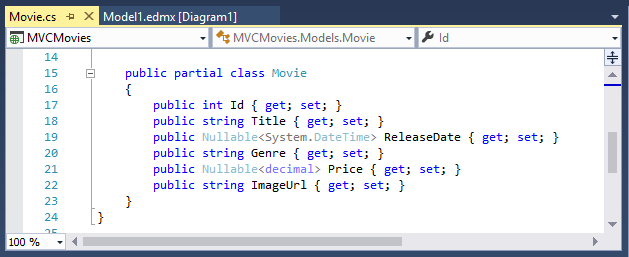 Movie.cs Model1.edmx [Diagram1]
MVCMovies MVCMovies.Models.Movie Id
14
15 public partial class Movie
16 {
17 public int Id { get; set; }
18 public string Title { get; set; }
19 public Nullable<System.DateTime> ReleaseDate { get; set; }
20 public string Genre { get; set; }
21 public Nullable<decimal> Price { get; set; }
22 public string ImageUrl { get; set; }
23 }
24 }
25
100 %